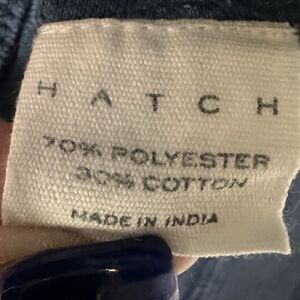 HATCH
70% POLYESTER
30% COTTON
MADE IN INDIA